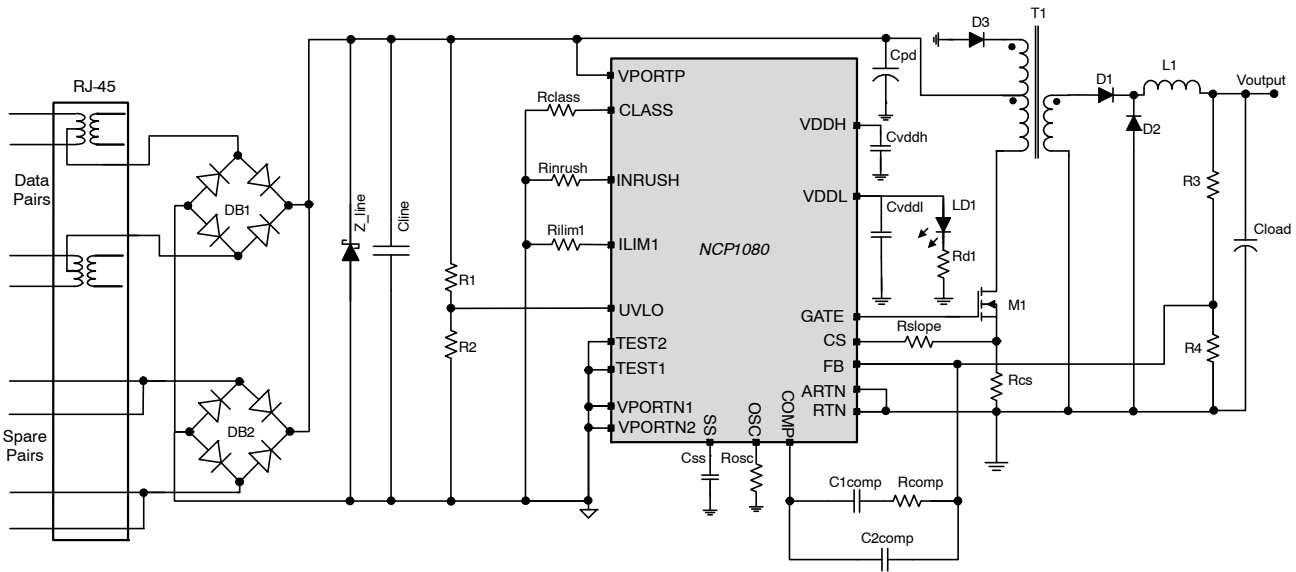 RJ-45
Data
Pairs
Spare
Pairs
DB1
DB2
Z_line
Cline
R1
R2
Rclass
Rinrush
Rilim1
VPORTP
CLASS
INRUSH
ILIM1
UVLO
TEST2
TEST1
VPORTN1
VPORTN2
NCP1080
VDDH
VDDL
GATE
CS
FB
ARTN
RTN
SS
OSC
COMP
Css
Rosc
C1comp
Rcomp
C2comp
Cpd
Cvddh
Cvddl
LD1
Rd1
Rslope
Rcs
M1
D3
T1
D1
D2
L1
Voutput
R3
R4
Cload